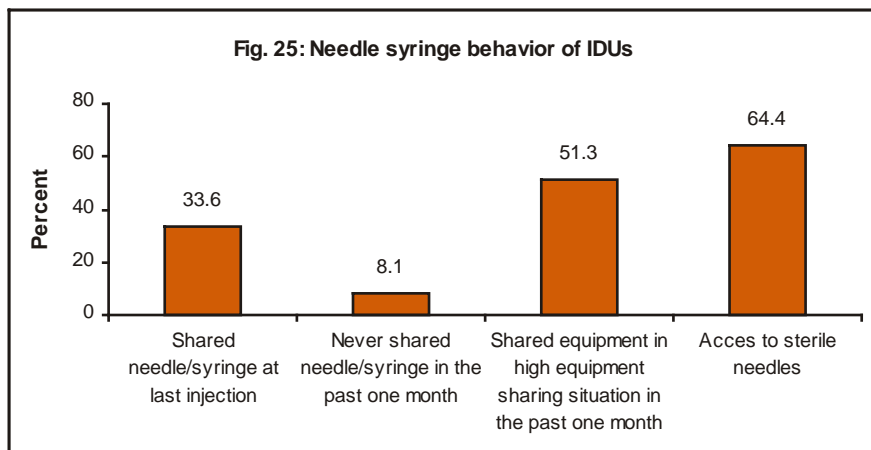 Fig. 25: Needle syringe behavior of IDUs
Percent
80
60
40
20
0
33.6
8.1
51.3
64.4
Shared
needle/syringe at
last injection
Never shared
needle/syringe in the
past one month
Shared equipment in
high equipment
sharing situation in
the past one month
Acces to sterile
needles